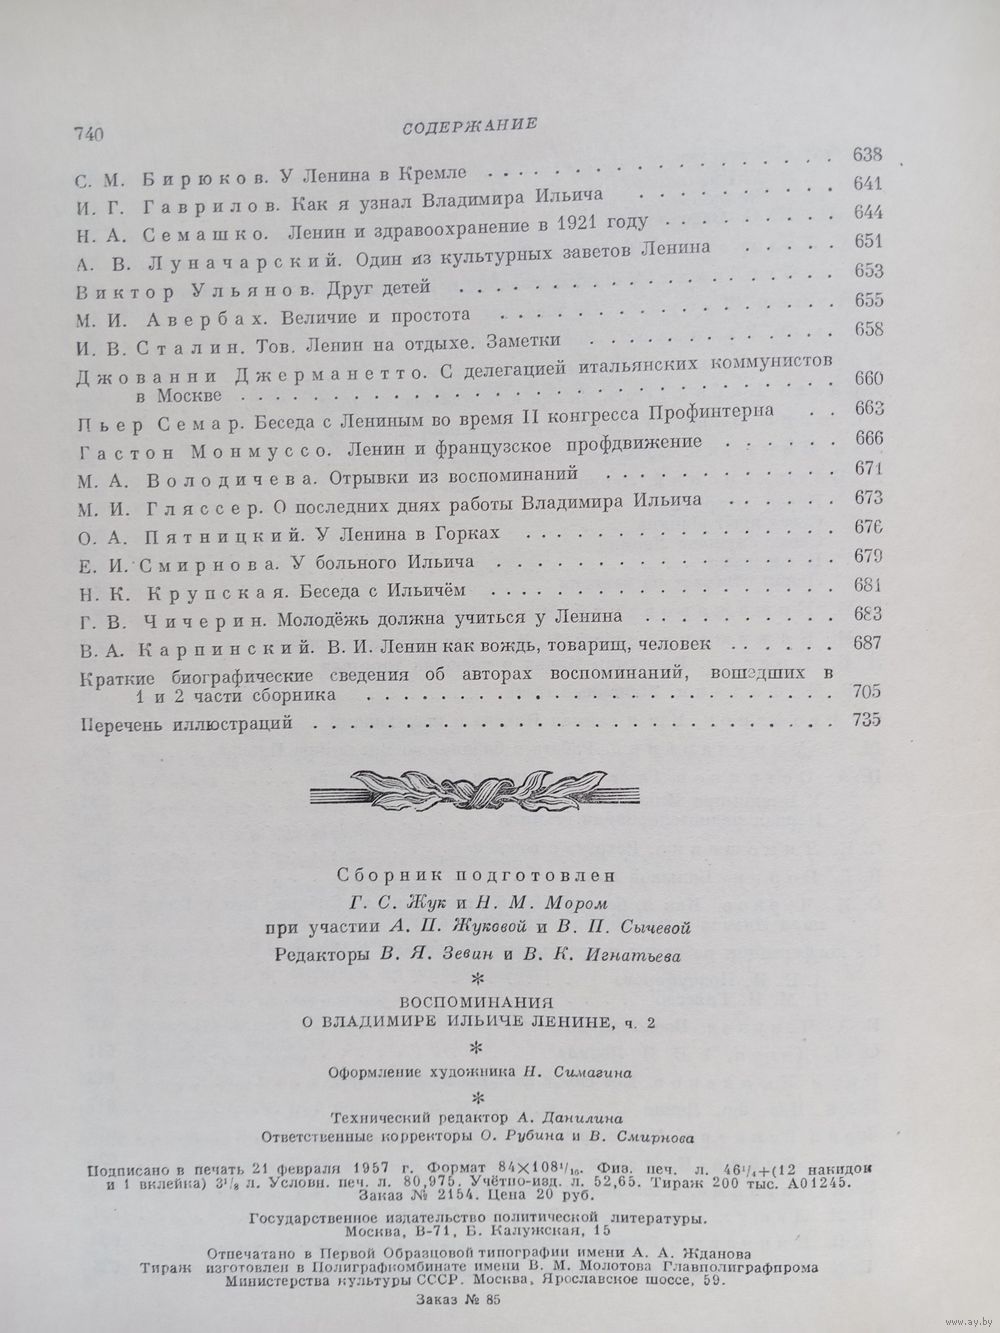 740
СОДЕРЖАНИЕ
С. М. Бирюков. У Ленина в Кремле . . . . . . . . . . . . . . . . 638
И. Г. Гаврилов. Как я узнал Владимира Ильича . . . . . . . . . 641
Н. А. Семашко. Ленин и здравоохранение в 1921 году . . . . . . . . 644
А. В. Луначарский. Один из культурных заветов Ленина . . . . . 651
Виктор Ульянов. Друг детей . . . . . . . . . . . . . . . . . 653
М. И. Авербах. Величие и простота . . . . . . . . . . . . . . . 655
И. В. Сталин. Тов. Ленин на отдыхе. Заметки . . . . . . . . . . . 658
Джованни Джерманетто. С делегацией итальянских коммунистов
в Москве . . . . . . . . . . . . . . . . . . . . . . . . . 660
Пьер Семар. Беседа с Лениным во время II конгресса Профинтерна . . 663
Гастон Монмуссо. Ленин и французское профдвижение . . . . . . 666
М. А. Володичева. Отрывки из воспоминаний . . . . . . . . . . 671
М. И. Гляссер. О последних днях работы Владимира Ильича . . . . . . 673
О. А. Пятницкий. У Ленина в Горках . . . . . . . . . . . . . . 676
Е. И. Смирнова. У больного Ильича . . . . . . . . . . . . . . . 679
Н. К. Крупская. Беседа с Ильичём . . . . . . . . . . . . . . . 681
Г. В. Чичерин. Молодёжь должна учиться у Ленина . . . . . . . . . 683
В. А. Карпинский. В. И. Ленин как вождь, товарищ, человек . . . . . . 687
Краткие биографические сведения об авторах воспоминаний, вошедших в
1 и 2 части сборника . . . . . . . . . . . . . . . . . . . . 705
Перечень иллюстраций . . . . . . . . . . . . . . . . . . . . . . 735
Сборник подготовлен
Г. С. Жук и Н. М. Мором
при участии А. П. Жуковой и В. П. Сычевой
Редакторы В. Я. Зевин и В. К. Игнатьева
*
ВОСПОМИНАНИЯ
О ВЛАДИМИРЕ ИЛЬИЧЕ ЛЕНИНЕ, ч. 2
*
Оформление художника Н. Симагина
*
Технический редактор А. Данилина
Ответственные корректоры О. Рубина и В. Смирнова
Подписано в печать 21 февраля 1957 г. Формат 84×108¹/₁₆. Физ. печ. л. 46¹/₄+(12 накидок
и 1 вклейка) 3¹/₈ л. Условн. печ. л. 80,975. Учётно-изд. л. 52,65. Тираж 200 тыс. А01245.
Заказ № 2154. Цена 20 руб.
Государственное издательство политической литературы.
Москва, В-71, Б. Калужская, 15
Отпечатано в Первой Образцовой типографии имени А. А. Жданова
Тираж изготовлен в Полиграфкомбинате имени В. М. Молотова Главполиграфпрома
Министерства культуры СССР. Москва, Ярославское шоссе, 59.
Заказ № 85
www.ay.by